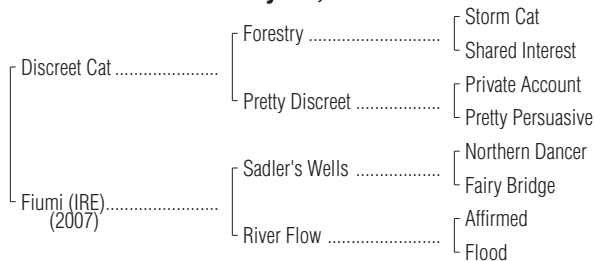 Storm Cat
Forestry
Shared Interest
Discreet Cat
Private Account
Pretty Discreet
Pretty Persuasive
Northern Dancer
Sadler's Wells
Fairy Bridge
Fiumi (IRE)
(2007)
Affirmed
River Flow
Flood